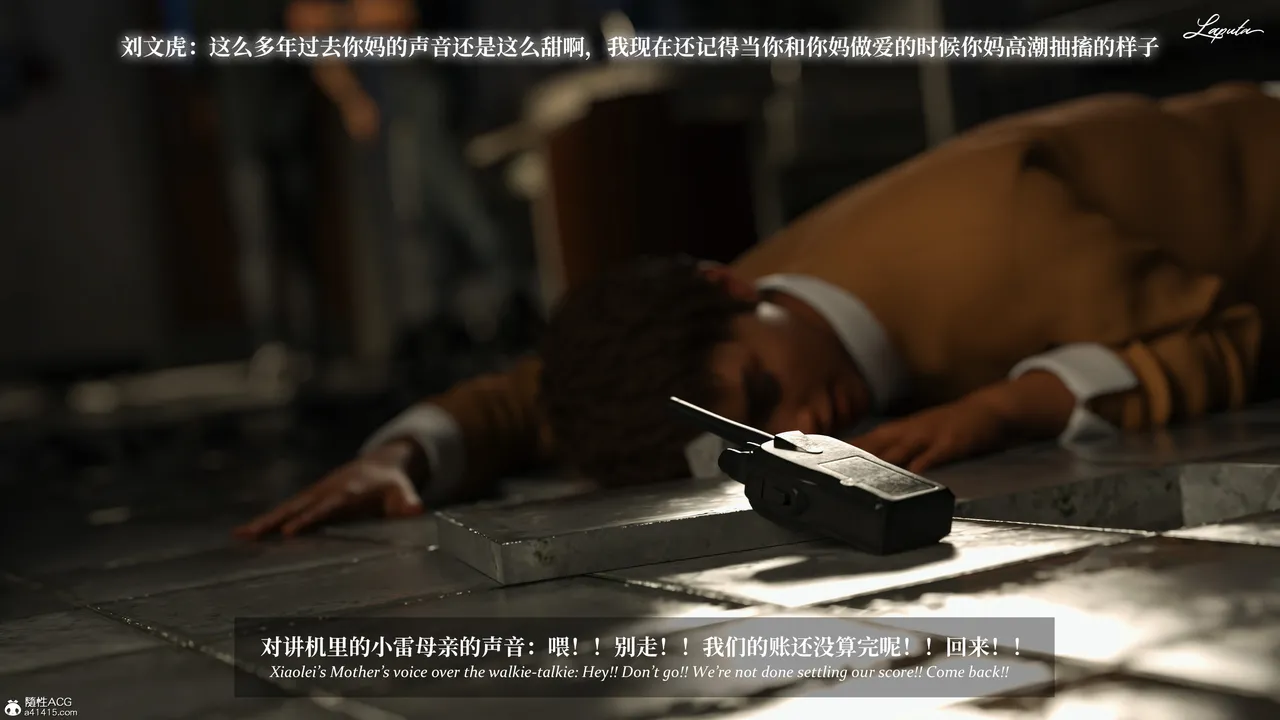 刘文虎：这么多年过去你妈的声音还是这么甜啊，我现在还记得当你和你妈做爱的时候你妈高潮抽搐的样子
Laputa
对讲机里的小雷母亲的声音：喂！！别走！！我们的账还没算完呢！！回来！！
Xiaolei's Mother's voice over the walkie-talkie: Hey!! Don't go!! We're not done settling our score!! Come back!!
隨性ACG
a41415.com